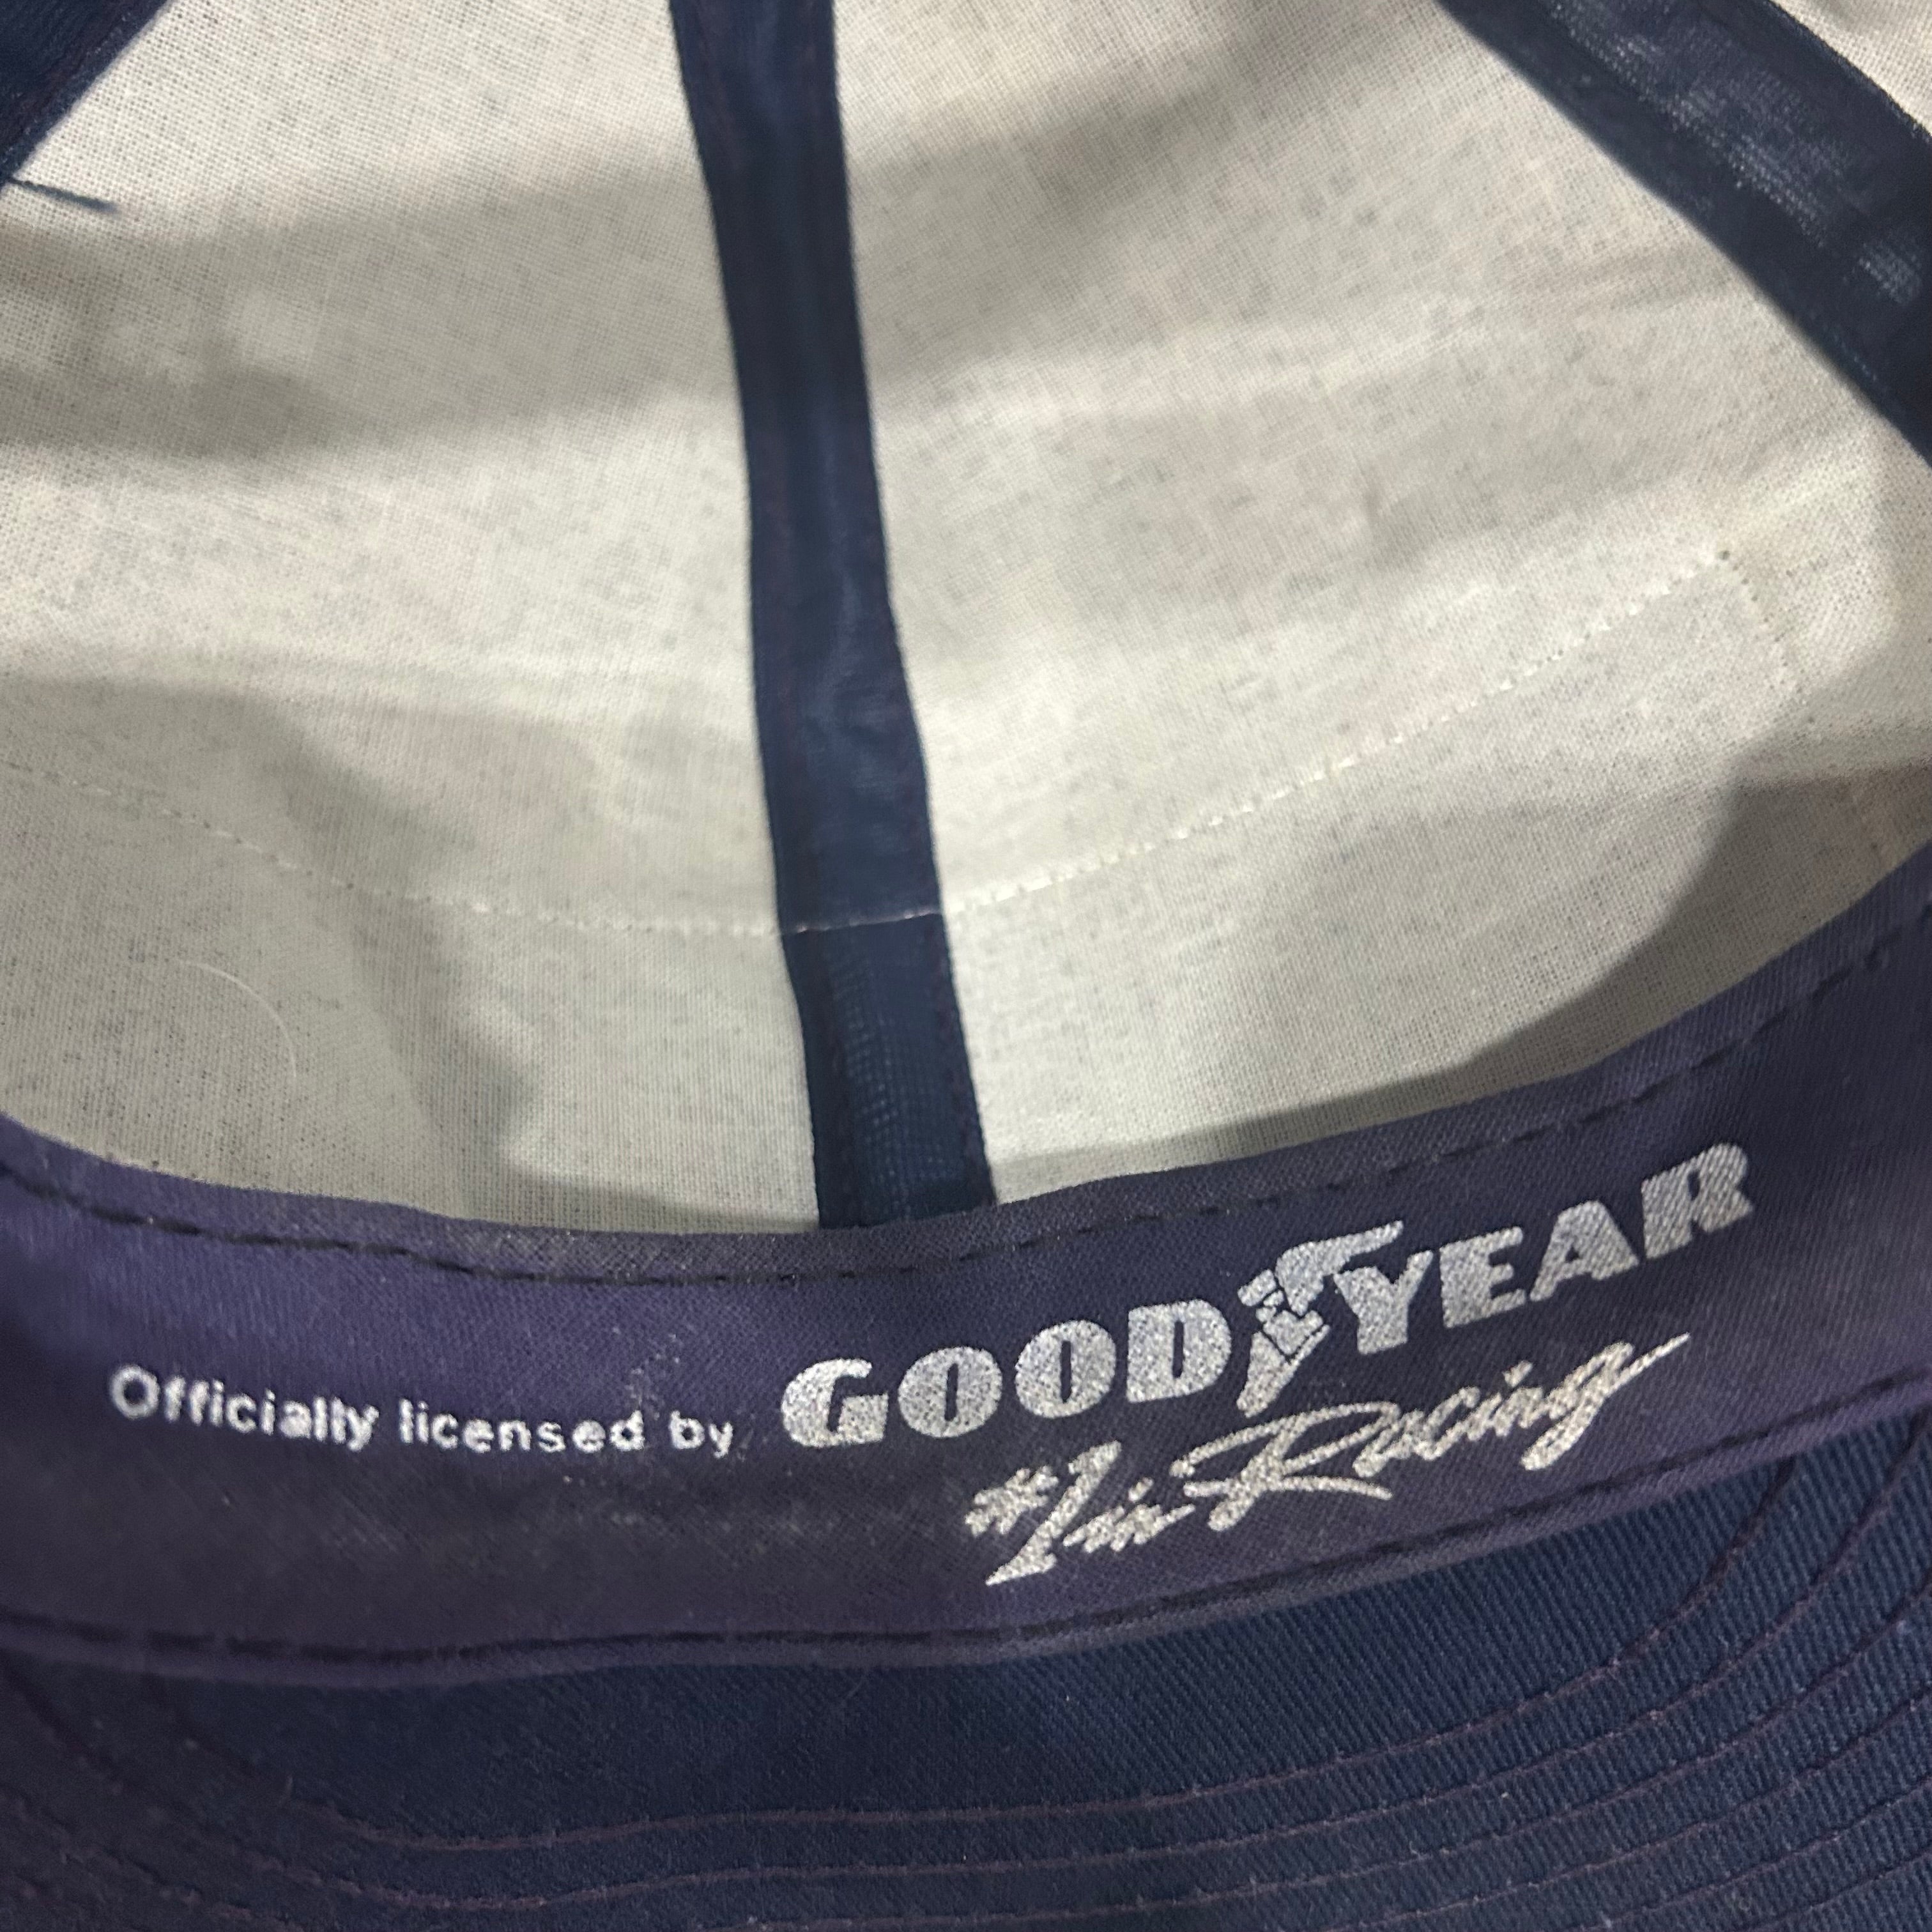 Officially licensed by GOODYEAR
#1 in Racing